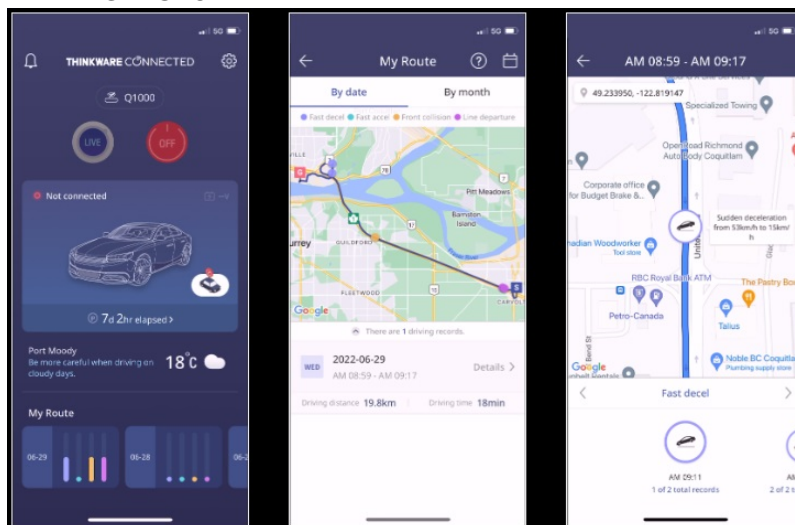 5G
THINKWARE CONNECTED
Q1000
LIVE
OFF
Not connected
7d 2hr elapsed >
Port Moody
Be more careful when driving on
cloudy days.
18°C
My Route
06-29
06-28
5G
My Route
By date
By month
Fast decel
Fast accel
Front collision
Line departure
Pitt Meadows
Barnston
Island
GUILDFORD
FLEETWOOD
Google
There are 1 driving records.
WED
2022-06-29
AM 08:59 - AM 09:17
Details >
Driving distance 19.8km
Driving time 18min
5G
AM 08:59 - AM 09:17
49.233950, -122.819147
Specialized Towing
Openroad Richmond
Auto Body Coquitlam
Corporate office
for Budget Brake &...
Sudden deceleration
from 53km/h to 15km/
h
nadian Woodworker
Tool store
RBC Royal Bank ATM
The Pastry Bo
Petro-Canada
Talius
Noble BC Coquitla
Plumbing supply store
Google
Fast decel
AM 09:11
1 of 2 total records
2 of 2 t